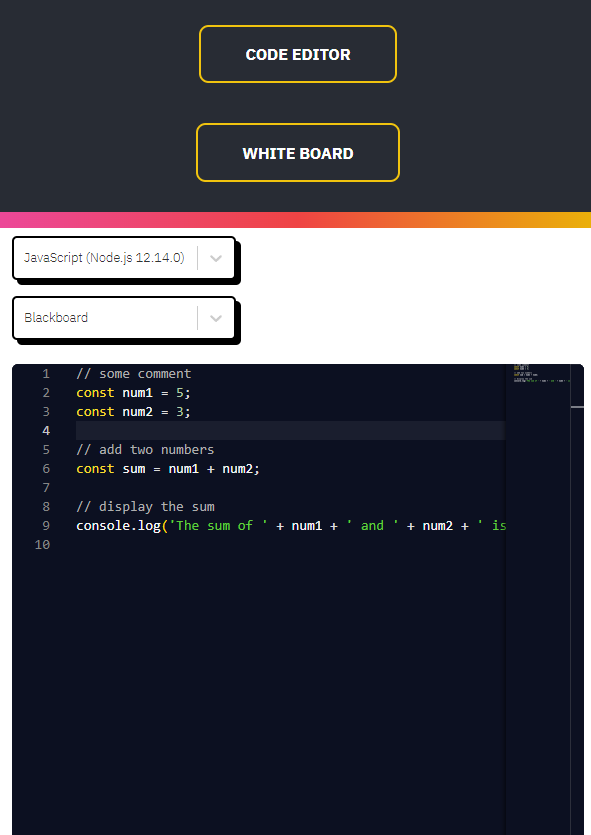 CODE EDITOR
WHITE BOARD
JavaScript (Node.js 12.14.0)
Blackboard
1 // some comment
2 const num1 = 5;
3 const num2 = 3;
4
5 // add two numbers
6 const sum = num1 + num2;
7
8 // display the sum
9 console.log('The sum of ' + num1 + ' and ' + num2 + ' is
10